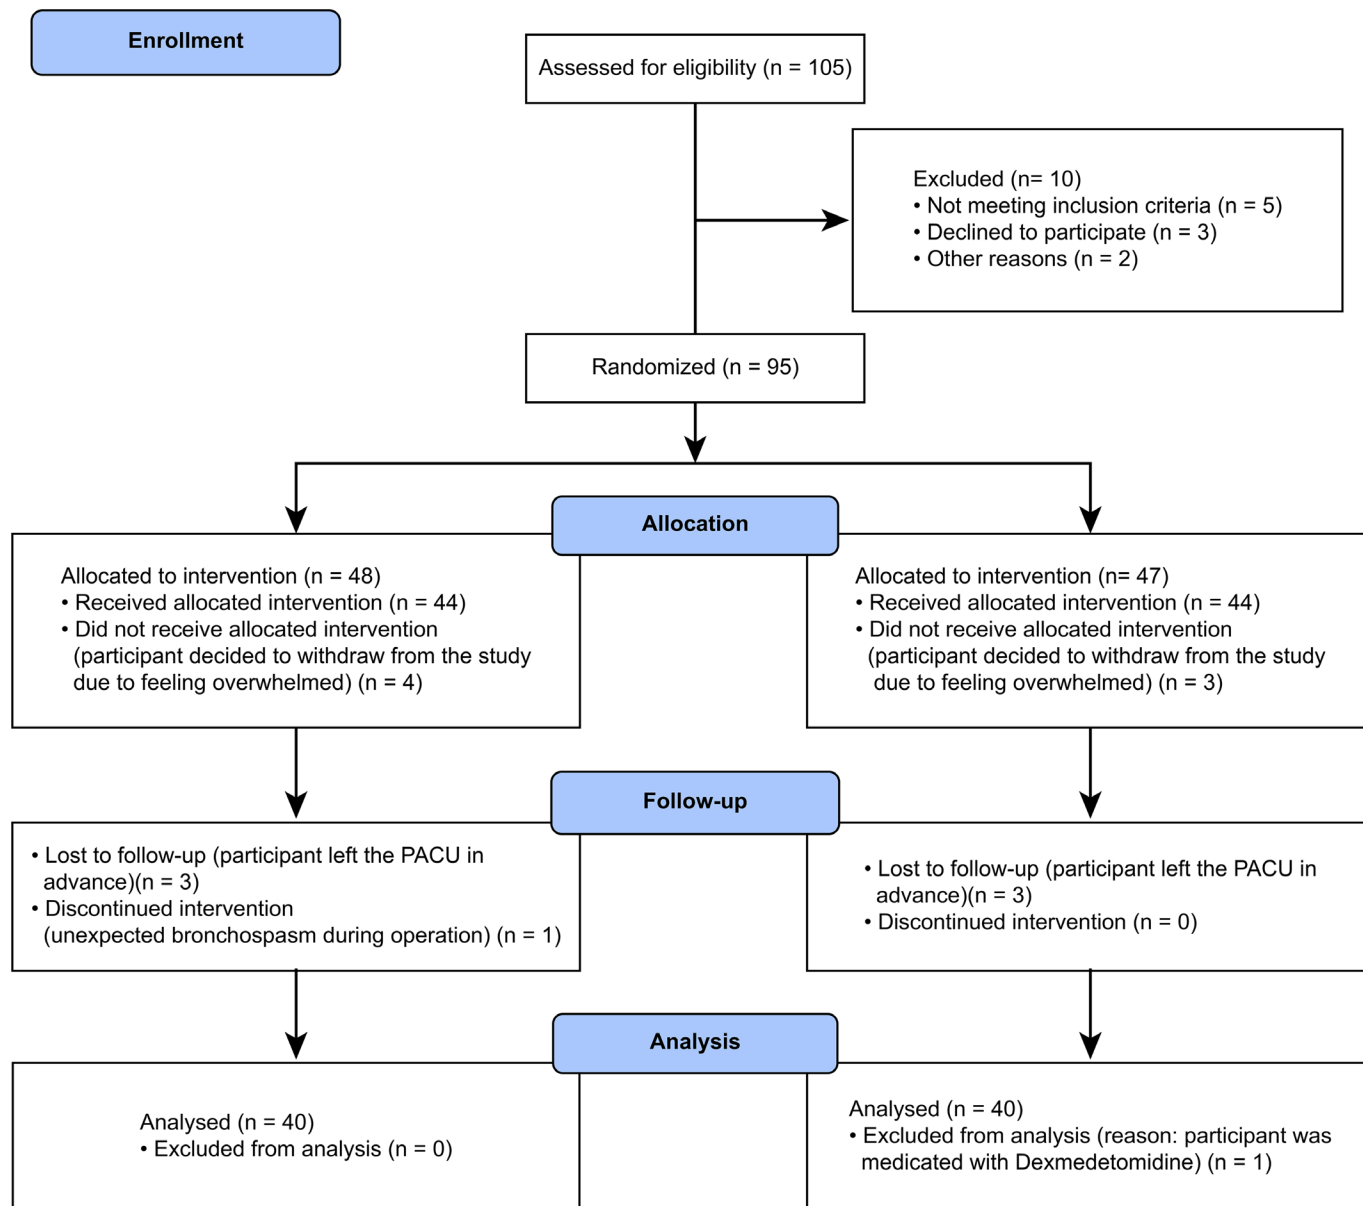 Enrollment
Assessed for eligibility (n = 105)
Excluded (n= 10)
• Not meeting inclusion criteria (n = 5)
• Declined to participate (n = 3)
• Other reasons (n = 2)
Randomized (n = 95)
Allocation
Allocated to intervention (n = 48)
• Received allocated intervention (n = 44)
• Did not receive allocated intervention
(participant decided to withdraw from the study
due to feeling overwhelmed) (n = 4)
Allocated to intervention (n= 47)
• Received allocated intervention (n = 44)
• Did not receive allocated intervention
(participant decided to withdraw from the study
due to feeling overwhelmed) (n = 3)
Follow-up
• Lost to follow-up (participant left the PACU in
advance)(n = 3)
• Discontinued intervention
(unexpected bronchospasm during operation) (n = 1)
• Lost to follow-up (participant left the PACU in
advance)(n = 3)
• Discontinued intervention (n = 0)
Analysis
Analysed (n = 40)
• Excluded from analysis (n = 0)
Analysed (n = 40)
• Excluded from analysis (reason: participant was
medicated with Dexmedetomidine) (n = 1)